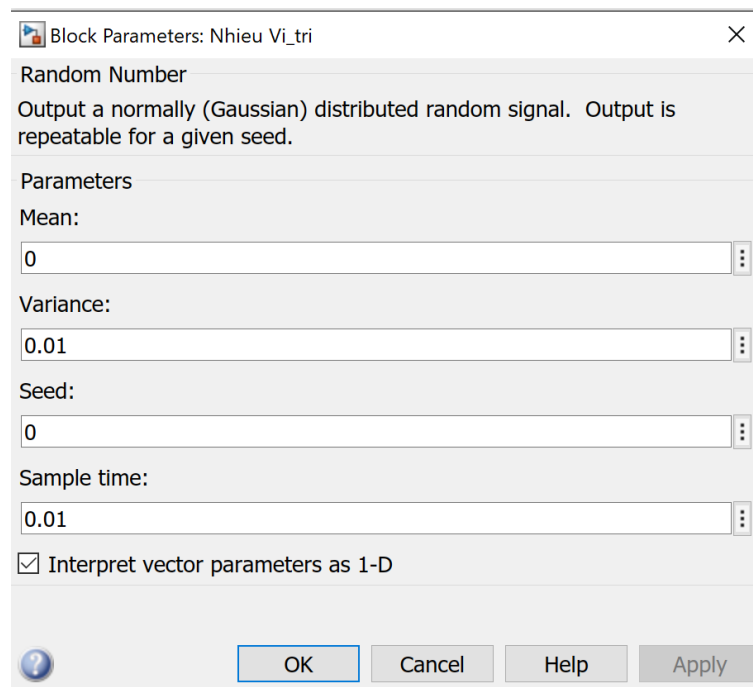 Block Parameters: Nhieu Vi_tri
Random Number
Output a normally (Gaussian) distributed random signal.  Output is
repeatable for a given seed.
Parameters
Mean:
0
Variance:
0.01
Seed:
0
Sample time:
0.01
Interpret vector parameters as 1-D
? OK Cancel Help Apply